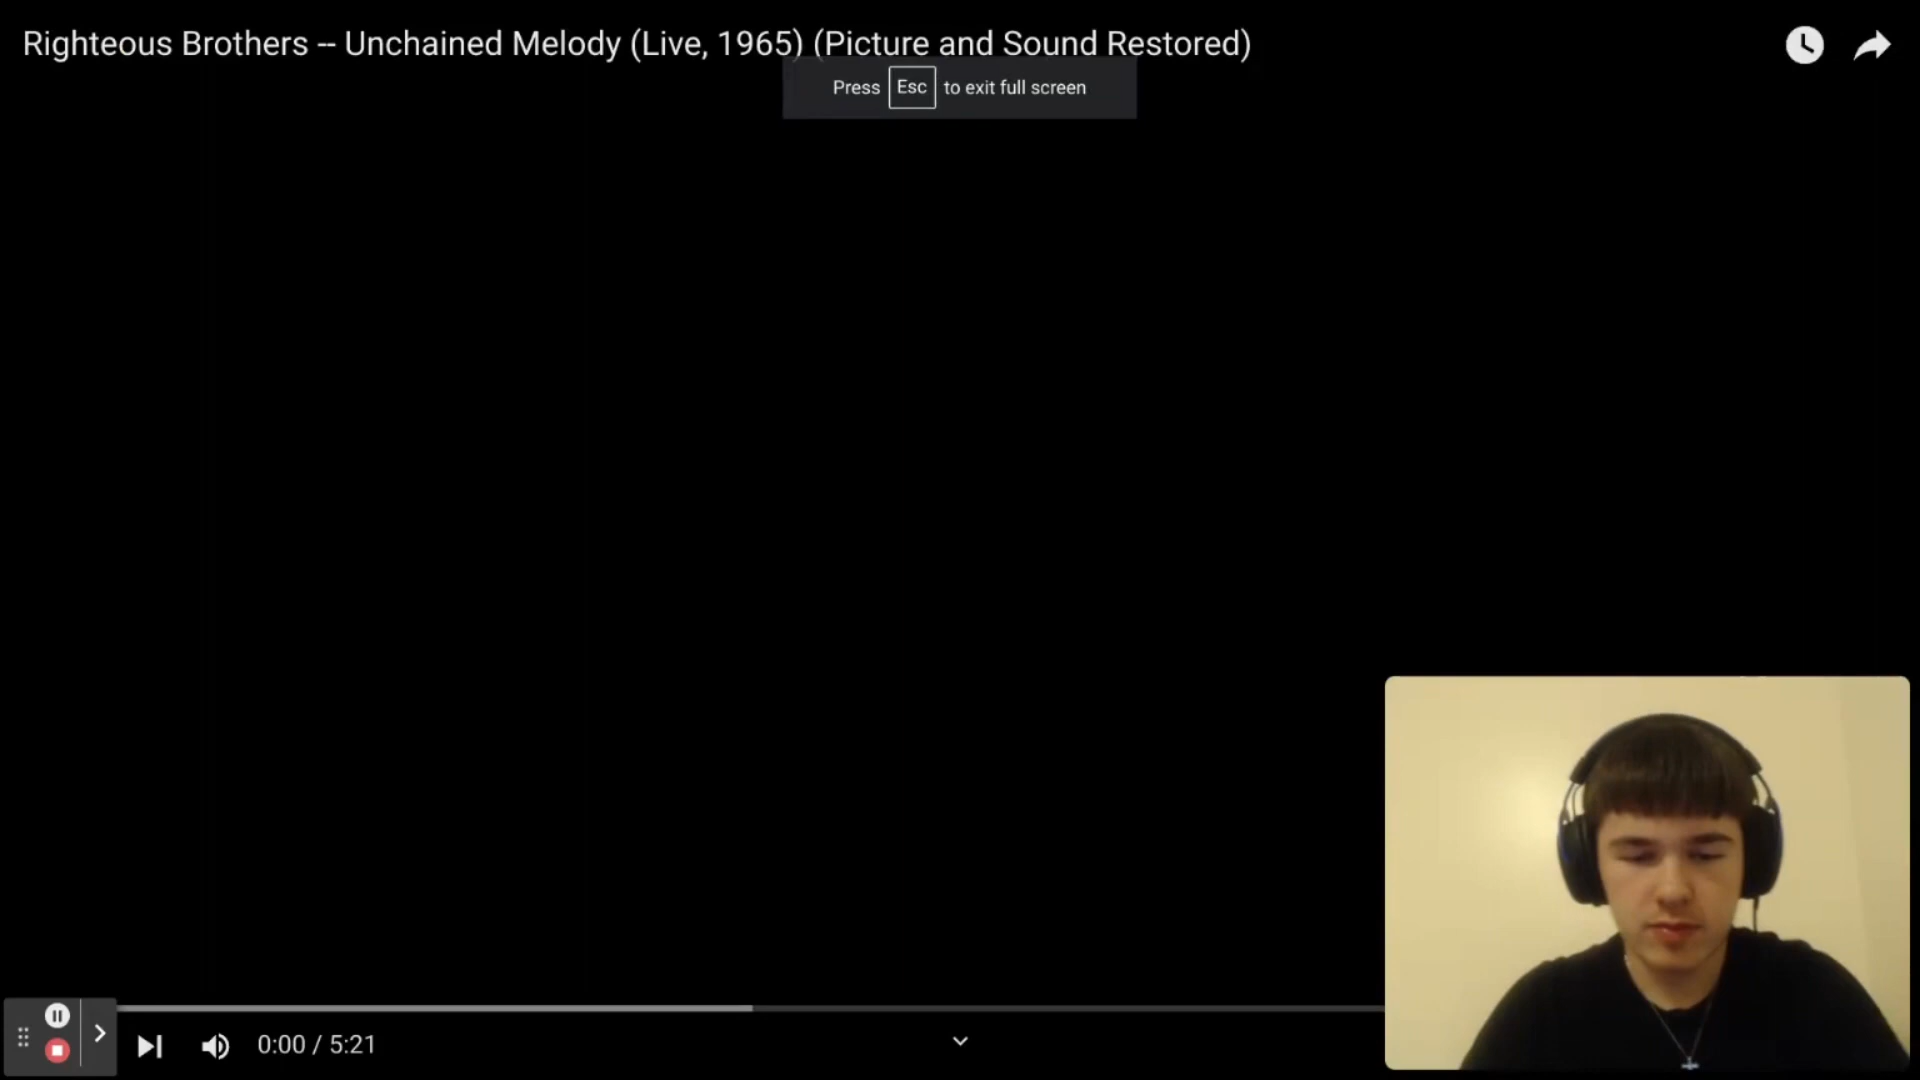 Righteous Brothers -- Unchained Melody (Live, 1965) (Picture and Sound Restored)
Press Esc to exit full screen
0:00 / 5:21